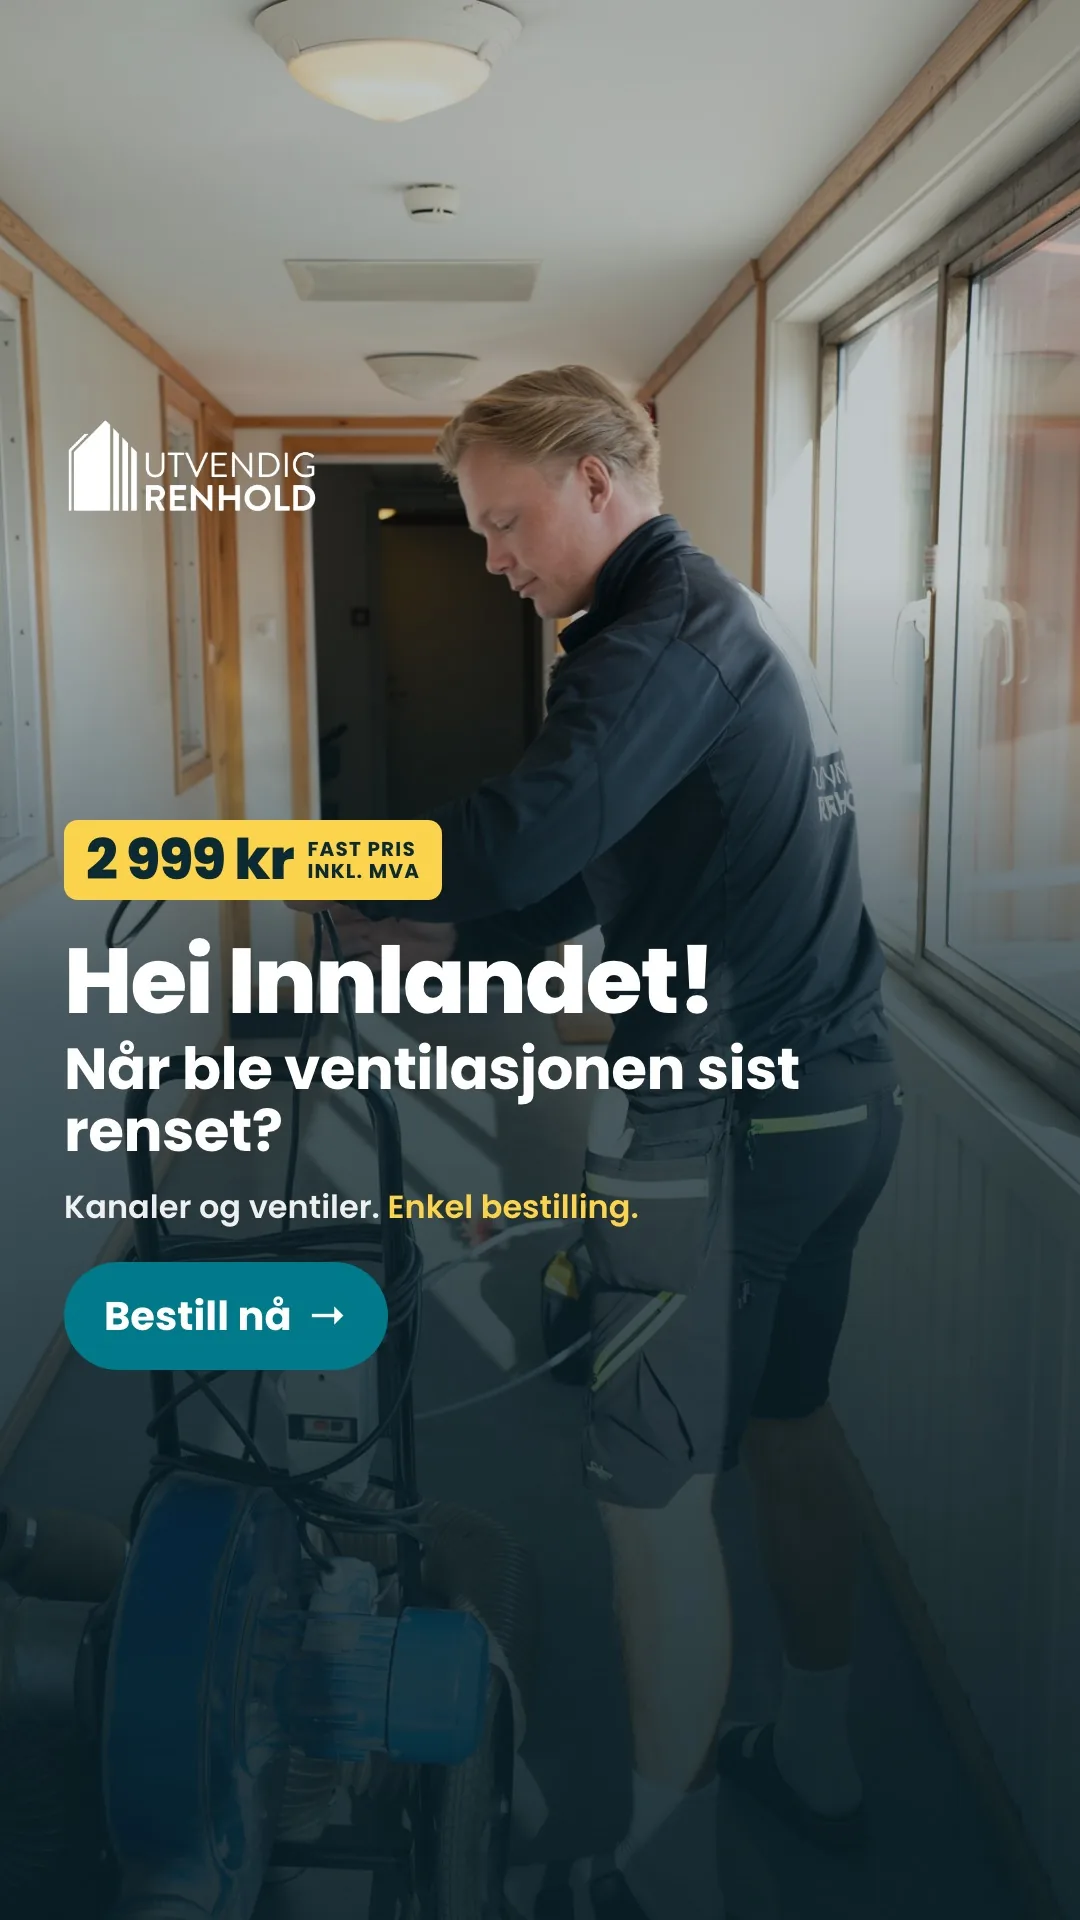 UTVENDIG
RENHOLD
2 999 kr FAST PRIS
INKL. MVA
Hei Innlandet!
Når ble ventilasjonen sist
renset?
Kanaler og ventiler. Enkel bestilling.
Bestill nå →